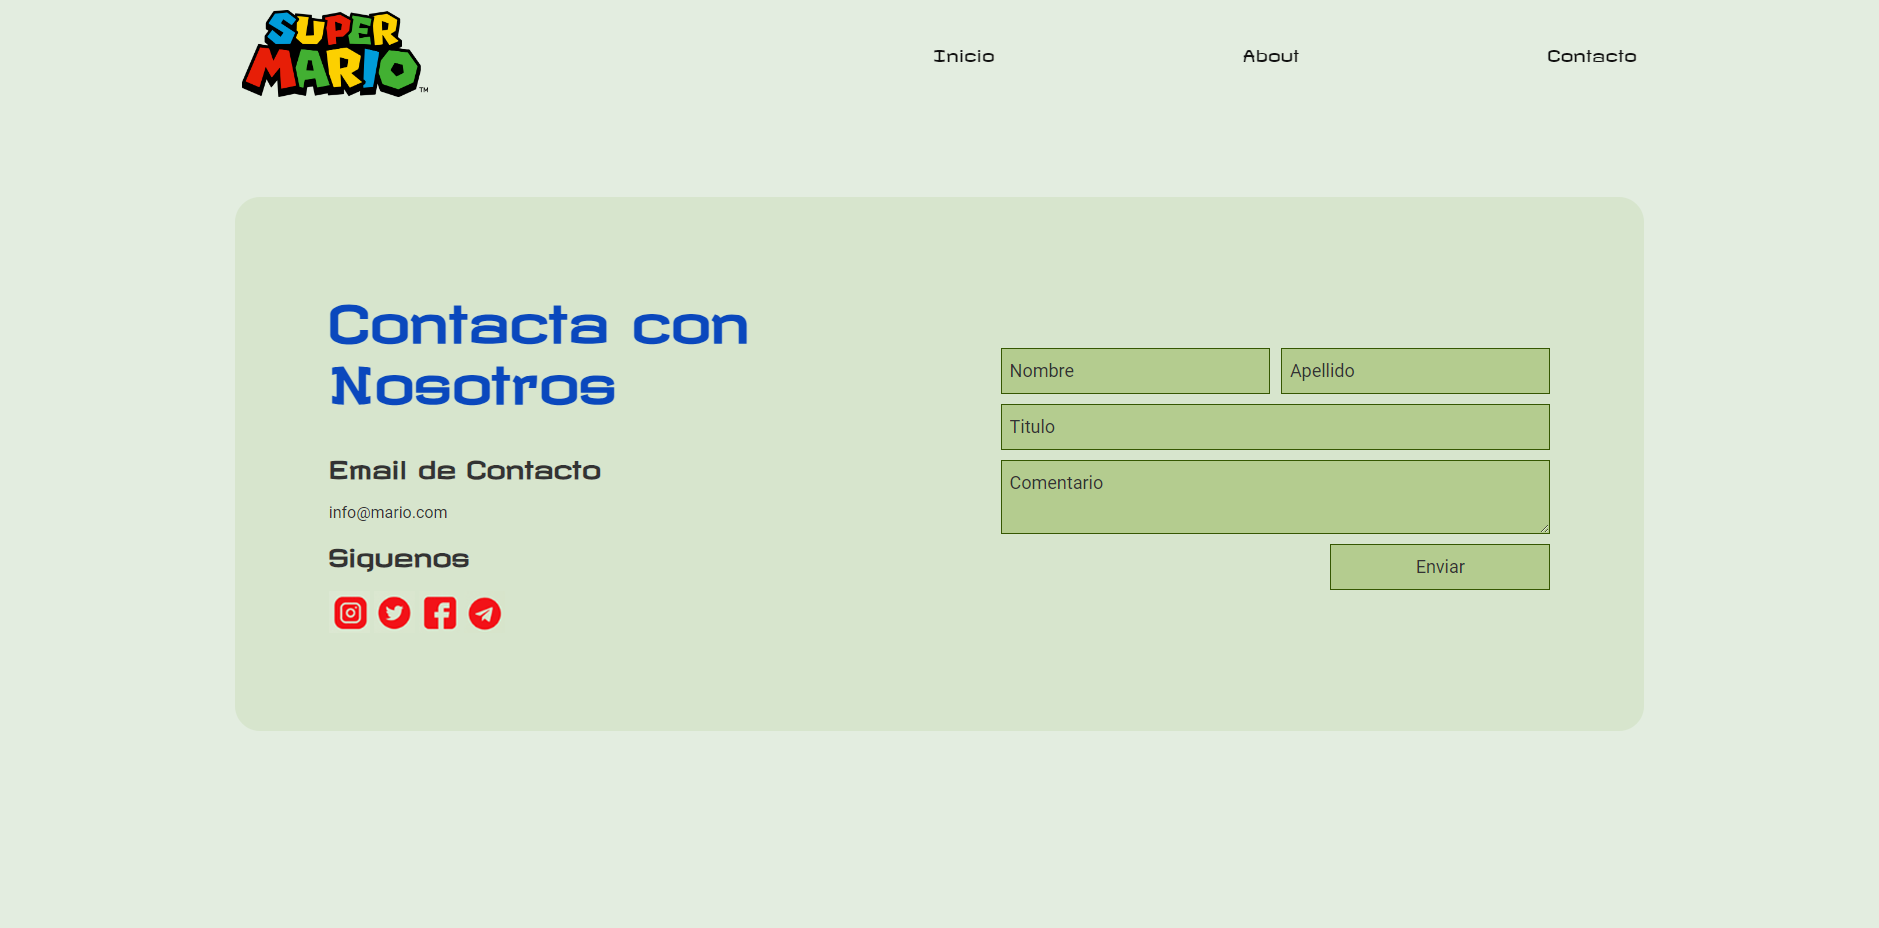 SUPER
MARIO™
Inicio
About
Contacto
Contacta con
Nosotros
Email de Contacto
info@mario.com
Siguenos
Nombre
Apellido
Titulo
Comentario
Enviar